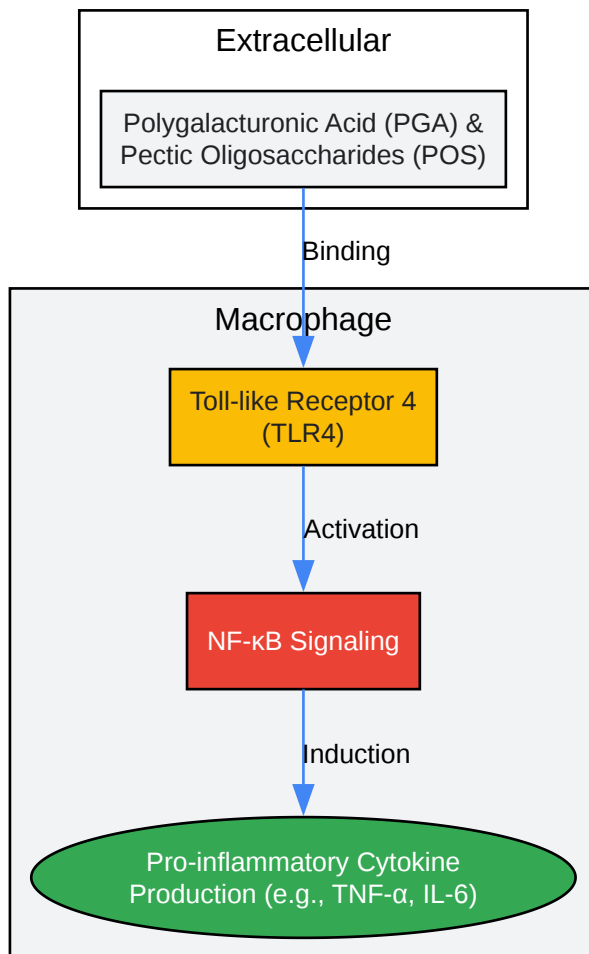 Extracellular
Polygalacturonic Acid (PGA) &
Pectic Oligosaccharides (POS)
Binding
Macrophage
Toll-like Receptor 4
(TLR4)
Activation
NF-κB Signaling
Induction
Pro-inflammatory Cytokine
Production (e.g., TNF-α, IL-6)